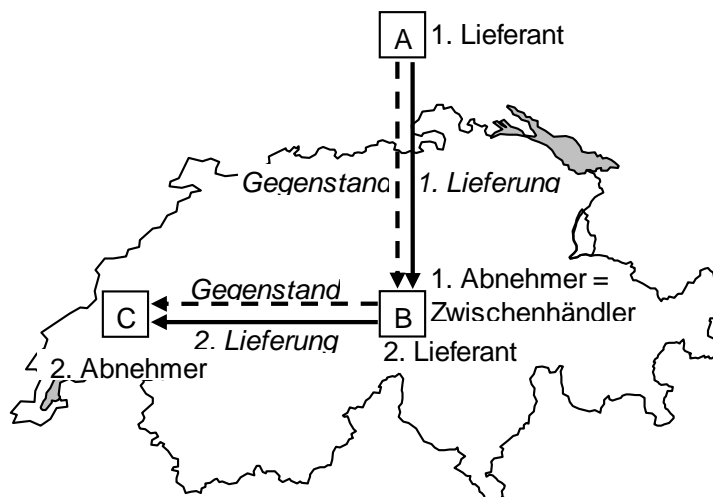 A 1. Lieferant
Gegenstand 1. Lieferung
Gegenstand
1. Abnehmer =
Zwischenhändler
C
B
2. Lieferung
2. Lieferant
2. Abnehmer